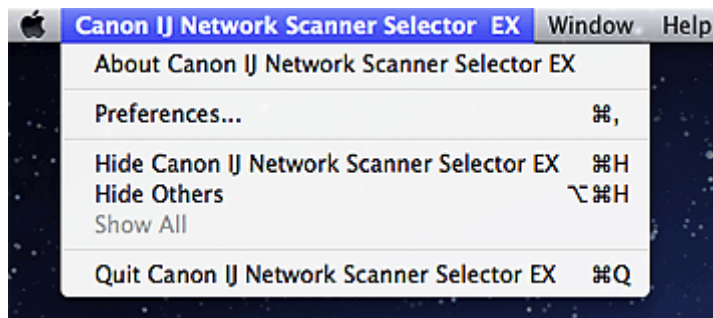 Canon IJ Network Scanner Selector EX Window Help
About Canon IJ Network Scanner Selector EX
Preferences... ⌘,
Hide Canon IJ Network Scanner Selector EX ⌘H
Hide Others ⌥⌘H
Show All
Quit Canon IJ Network Scanner Selector EX ⌘Q